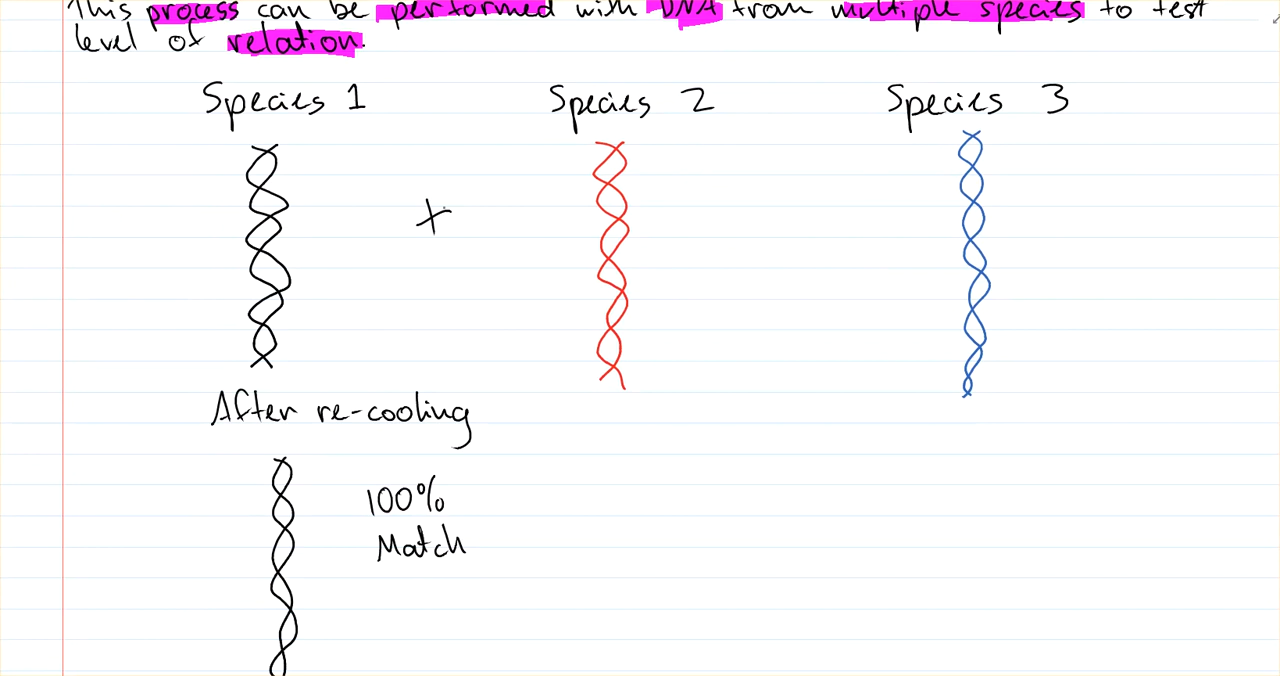 This process can be performed with DNA from multiple species to test
level of relation.
Species 1 Species 2 Species 3
+
After re-cooling
100%
Match